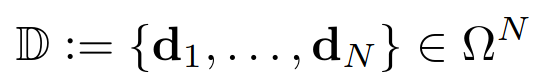 𝔻 := {𝐝₁, . . . , 𝐝_N} ∈ Ω^N